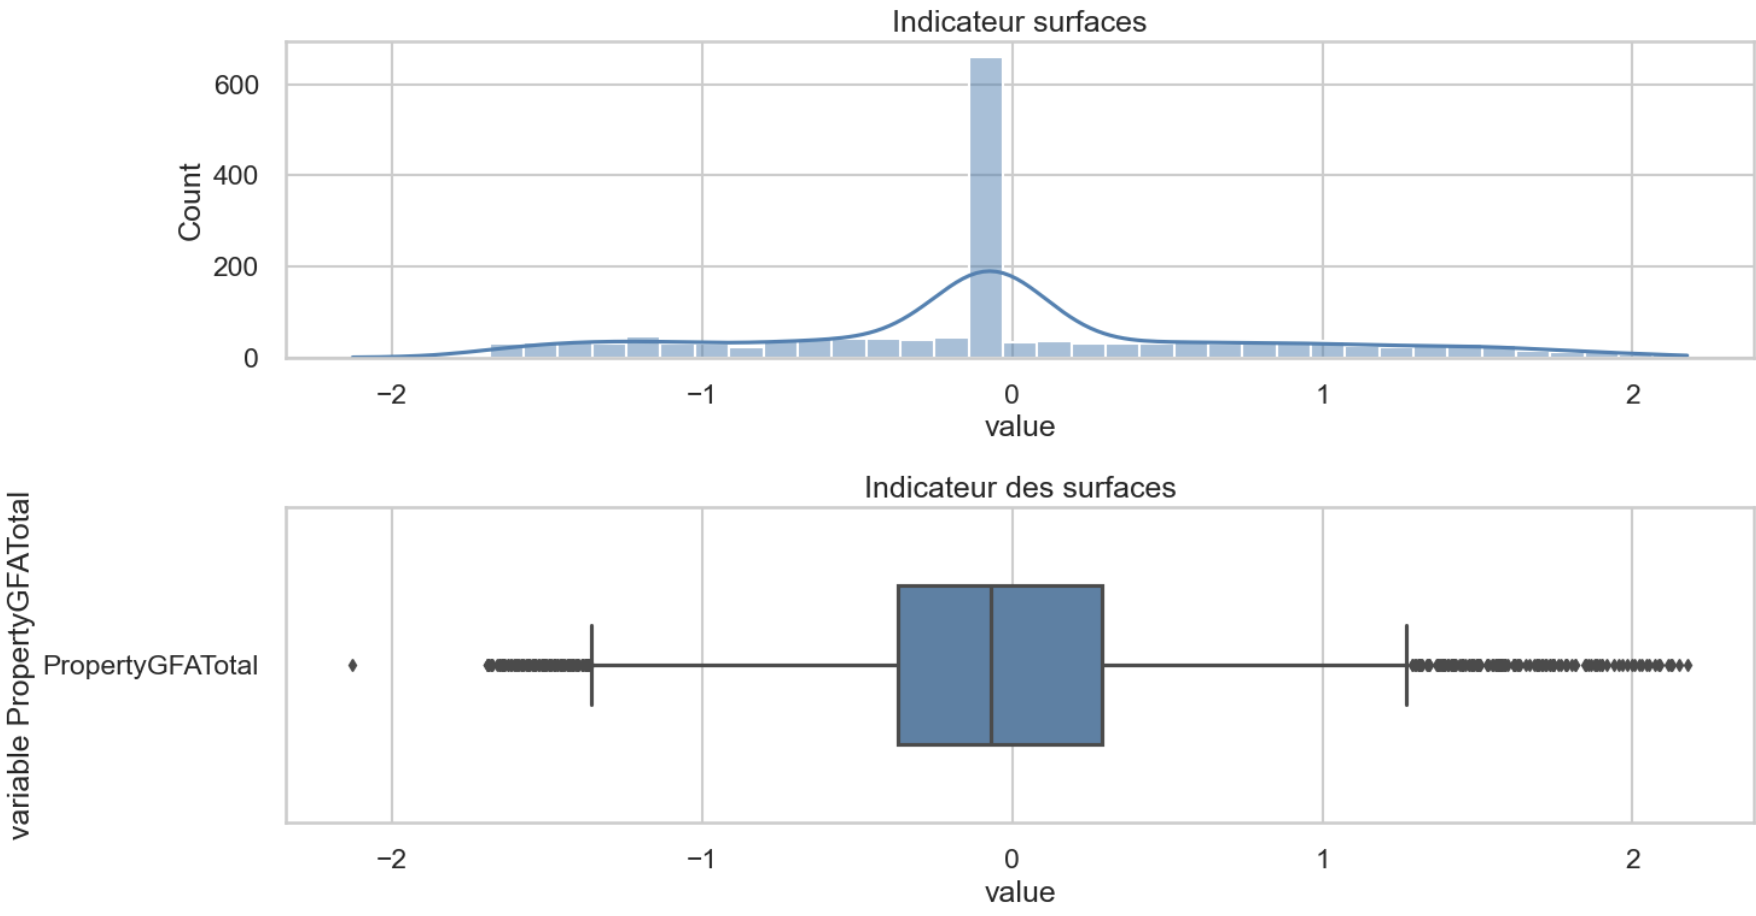 Indicateur surfaces
600
400
200
0
Count
−2 −1 0 1 2
value
Indicateur des surfaces
variable PropertyGFATotal
PropertyGFATotal
−2 −1 0 1 2
value